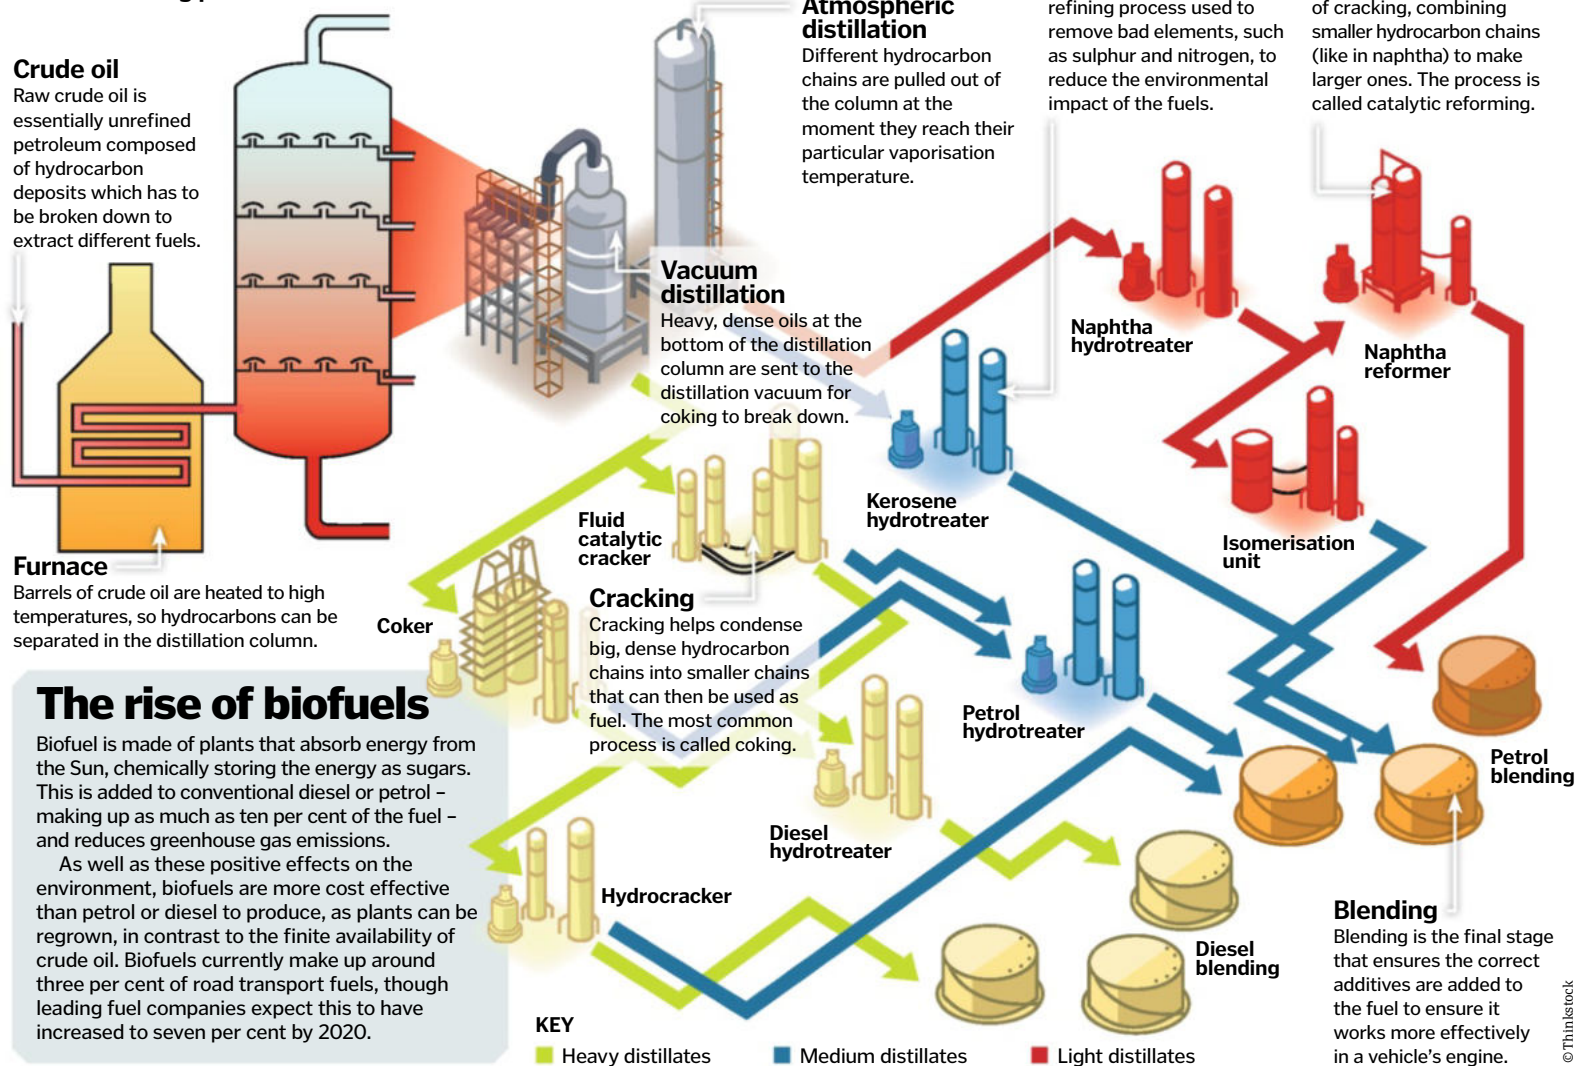 Crude oil
Raw crude oil is
essentially unrefined
petroleum composed
of hydrocarbon
deposits which has to
be broken down to
extract different fuels.
Atmospheric
distillation
Different hydrocarbon
chains are pulled out of
the column at the
moment they reach their
particular vaporisation
temperature.
refining process used to
remove bad elements, such
as sulphur and nitrogen, to
reduce the environmental
impact of the fuels.
of cracking, combining
smaller hydrocarbon chains
(like in naphtha) to make
larger ones. The process is
called catalytic reforming.
Vacuum
distillation
Heavy, dense oils at the
bottom of the distillation
column are sent to the
distillation vacuum for
coking to break down.
Naphtha
hydrotreater
Naphtha
reformer
Kerosene
hydrotreater
Isomerisation
unit
Fluid
catalytic
cracker
Furnace
Barrels of crude oil are heated to high
temperatures, so hydrocarbons can be
separated in the distillation column.
Coker
Cracking
Cracking helps condense
big, dense hydrocarbon
chains into smaller chains
that can then be used as
fuel. The most common
process is called coking.
Petrol
hydrotreater
Petrol
blending
The rise of biofuels
Biofuel is made of plants that absorb energy from
the Sun, chemically storing the energy as sugars.
This is added to conventional diesel or petrol –
making up as much as ten per cent of the fuel –
and reduces greenhouse gas emissions.
As well as these positive effects on the
environment, biofuels are more cost effective
than petrol or diesel to produce, as plants can be
regrown, in contrast to the finite availability of
crude oil. Biofuels currently make up around
three per cent of road transport fuels, though
leading fuel companies expect this to have
increased to seven per cent by 2020.
Diesel
hydrotreater
Hydrocracker
Diesel
blending
Blending
Blending is the final stage
that ensures the correct
additives are added to
the fuel to ensure it
works more effectively
in a vehicle's engine.
KEY
Heavy distillates
Medium distillates
Light distillates
© Thinkstock